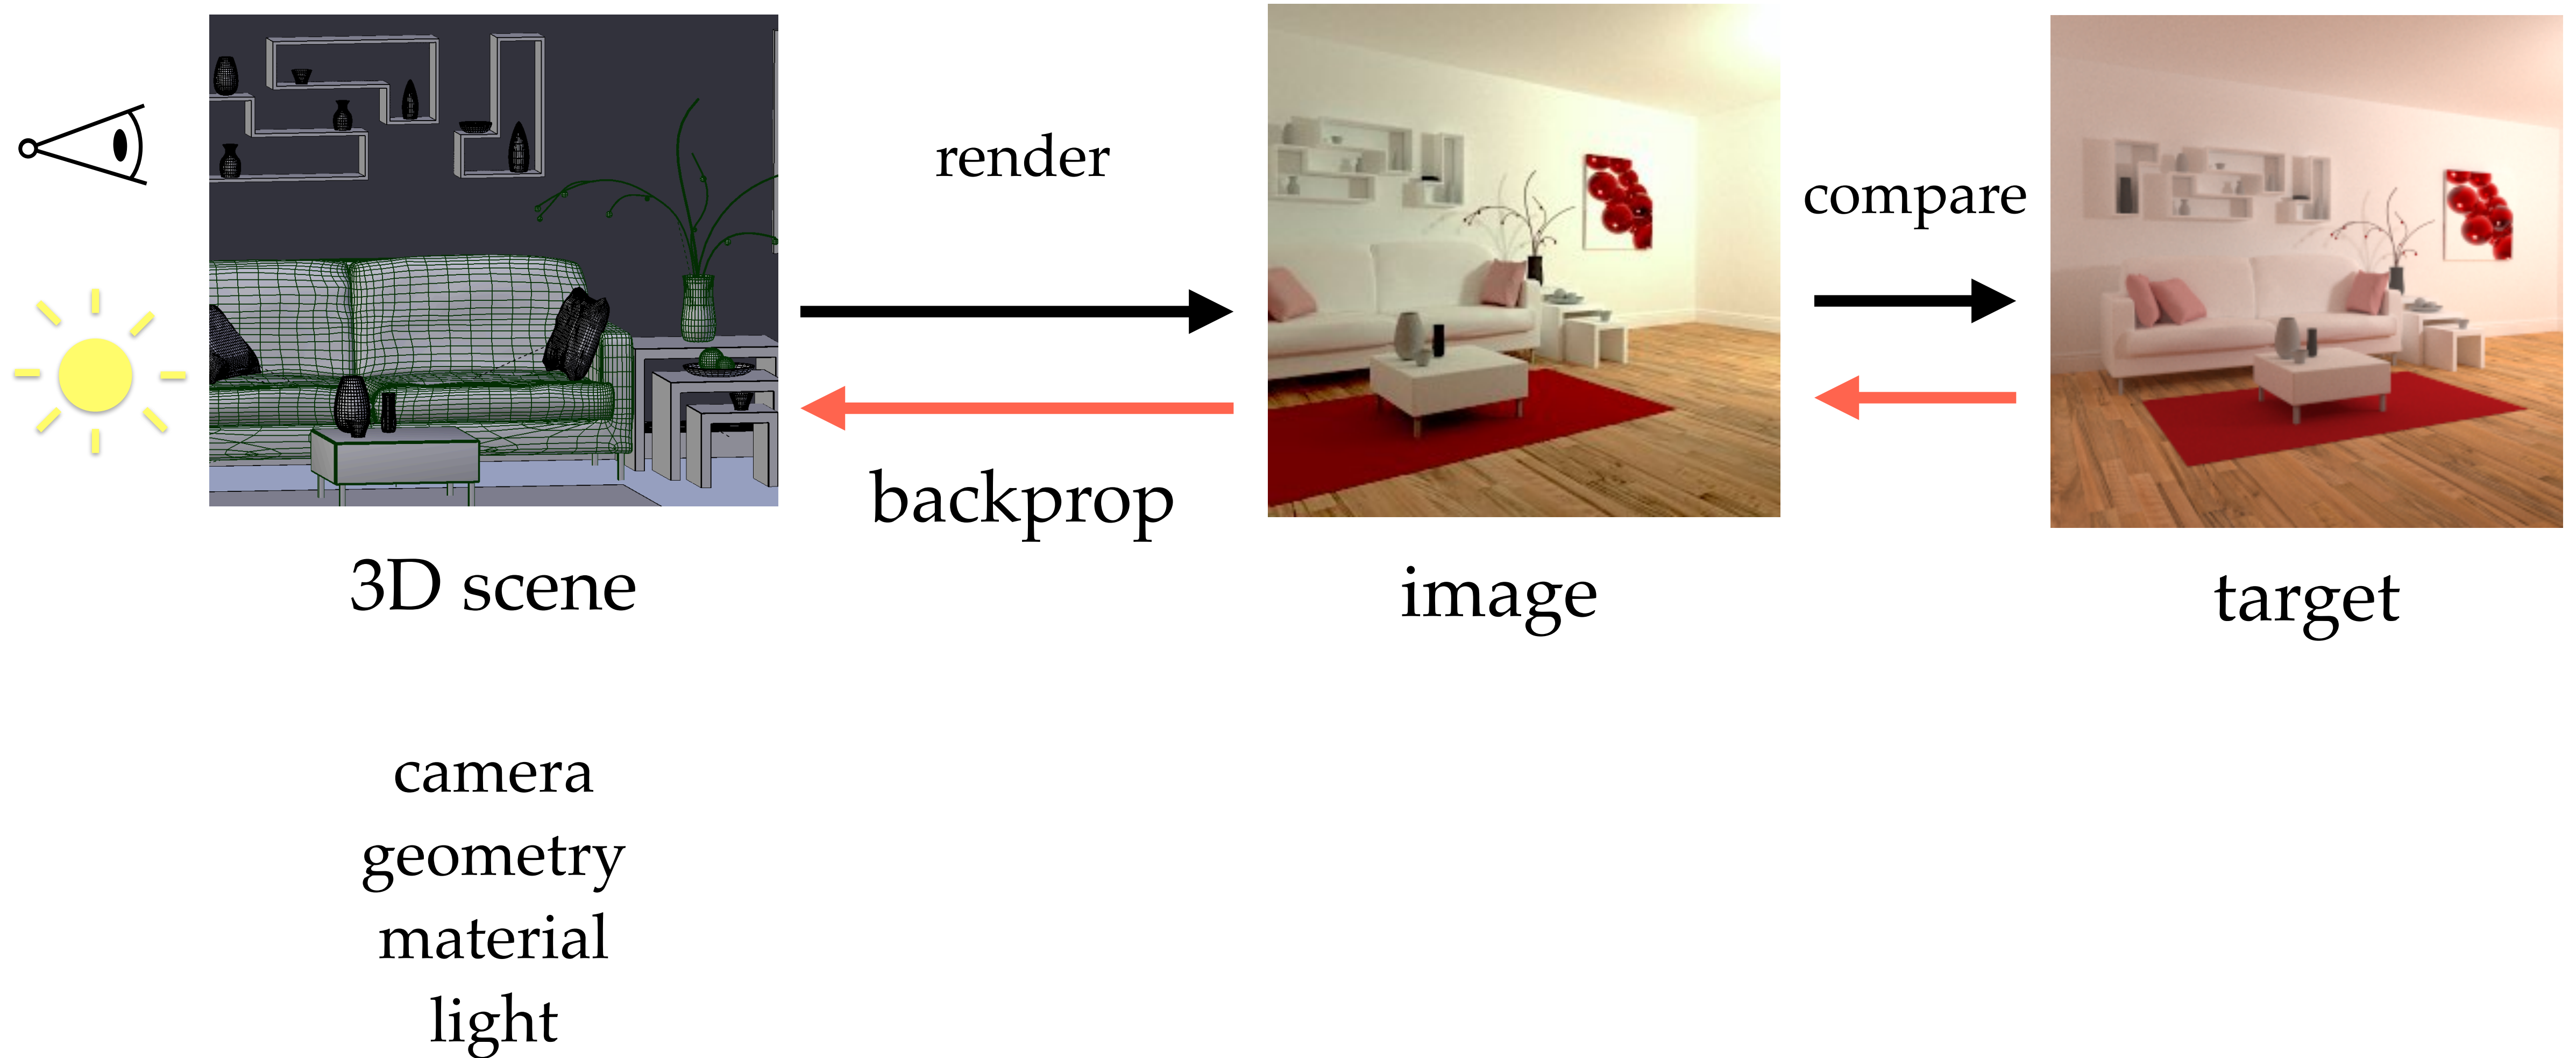 render
compare
backprop
3D scene
image
target
camera
geometry
material
light